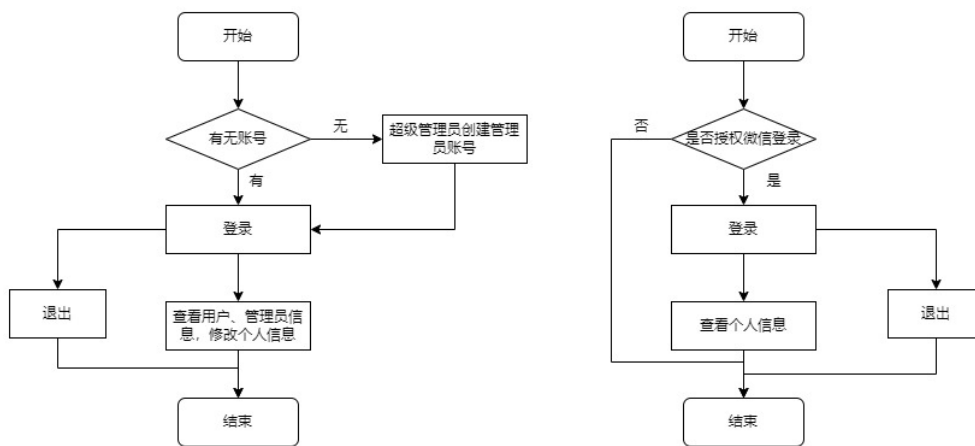 开始
有无账号
无
超级管理员创建管理
员账号
有
登录
退出
查看用户、管理员信
息，修改个人信息
结束
开始
否
是否授权微信登录
是
登录
查看个人信息
退出
结束